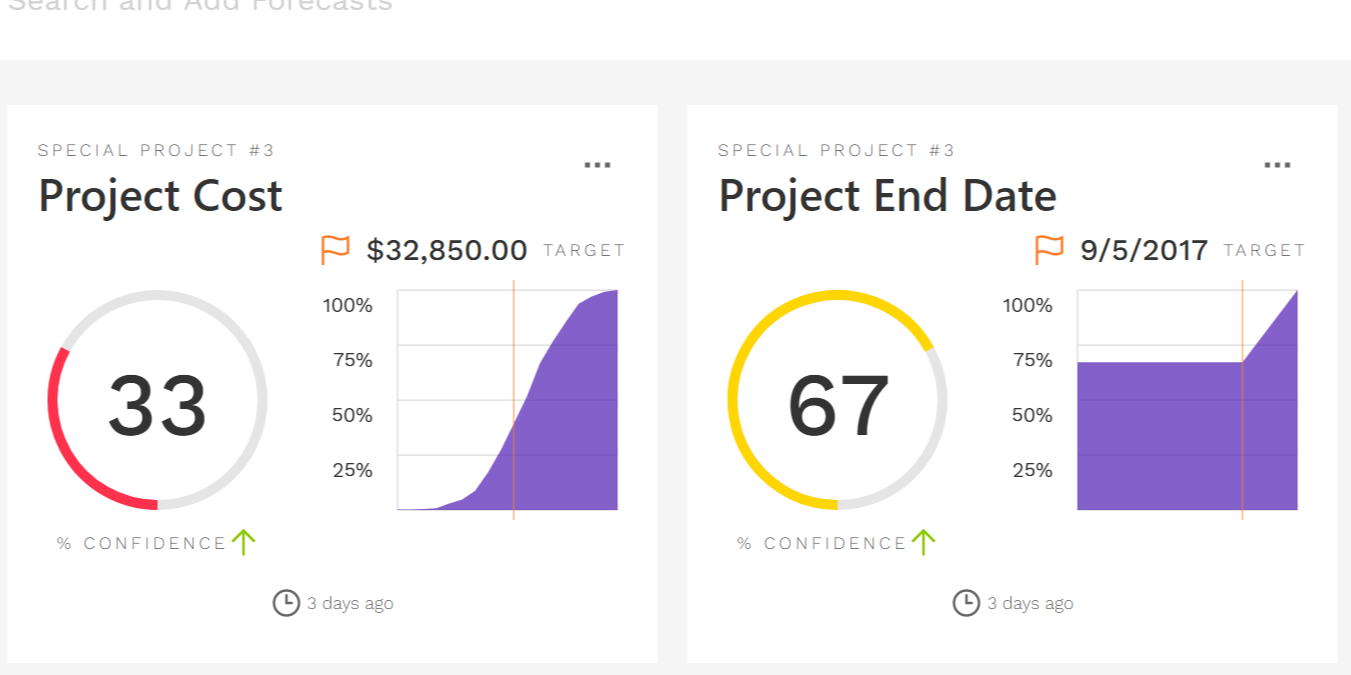 Search and Add Forecasts
SPECIAL PROJECT #3
Project Cost
$32,850.00 TARGET
100%
75%
50%
25%
33
% CONFIDENCE
3 days ago
SPECIAL PROJECT #3
Project End Date
9/5/2017 TARGET
100%
75%
50%
25%
67
% CONFIDENCE
3 days ago